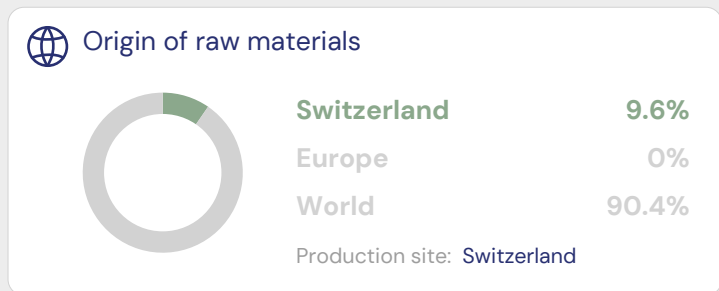 Origin of raw materials
Switzerland 9.6%
Europe 0%
World 90.4%
Production site: Switzerland